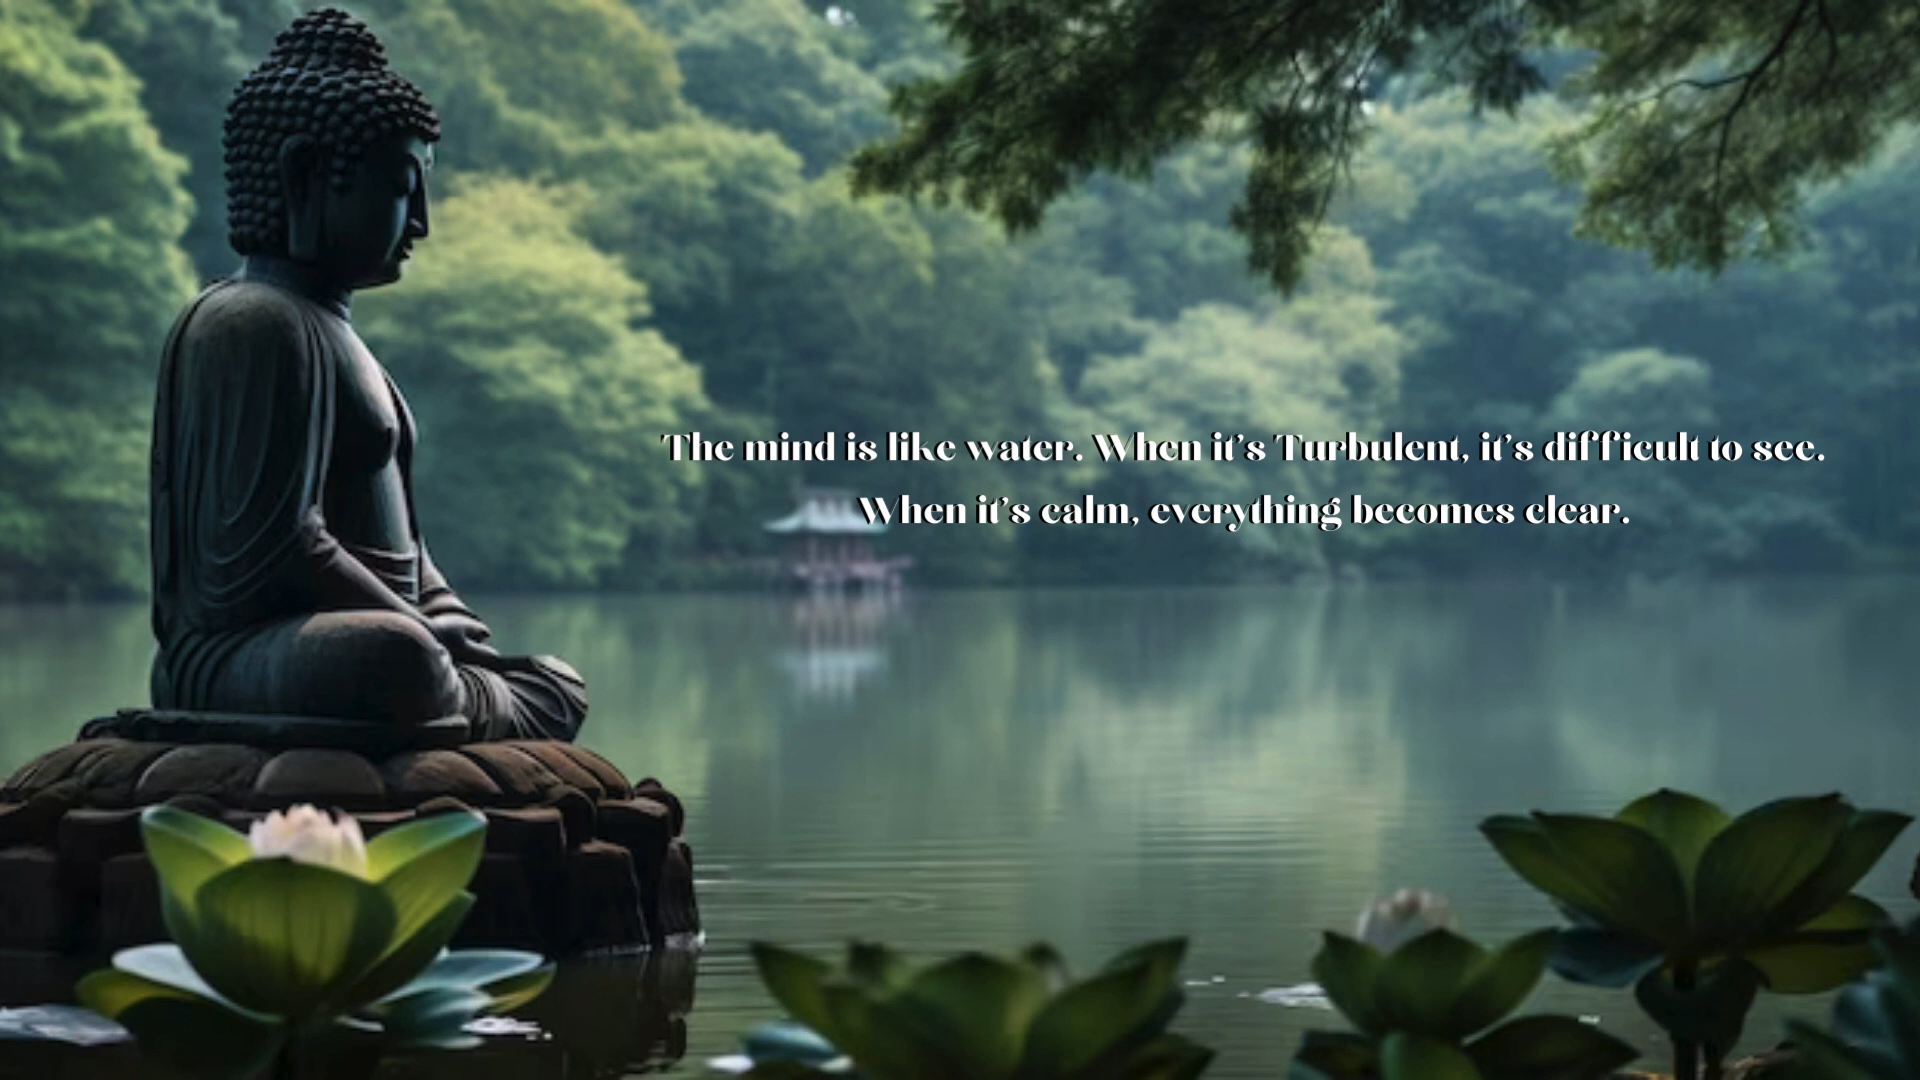 The mind is like water. When it's Turbulent, it's difficult to see.
When it's calm, everything becomes clear.